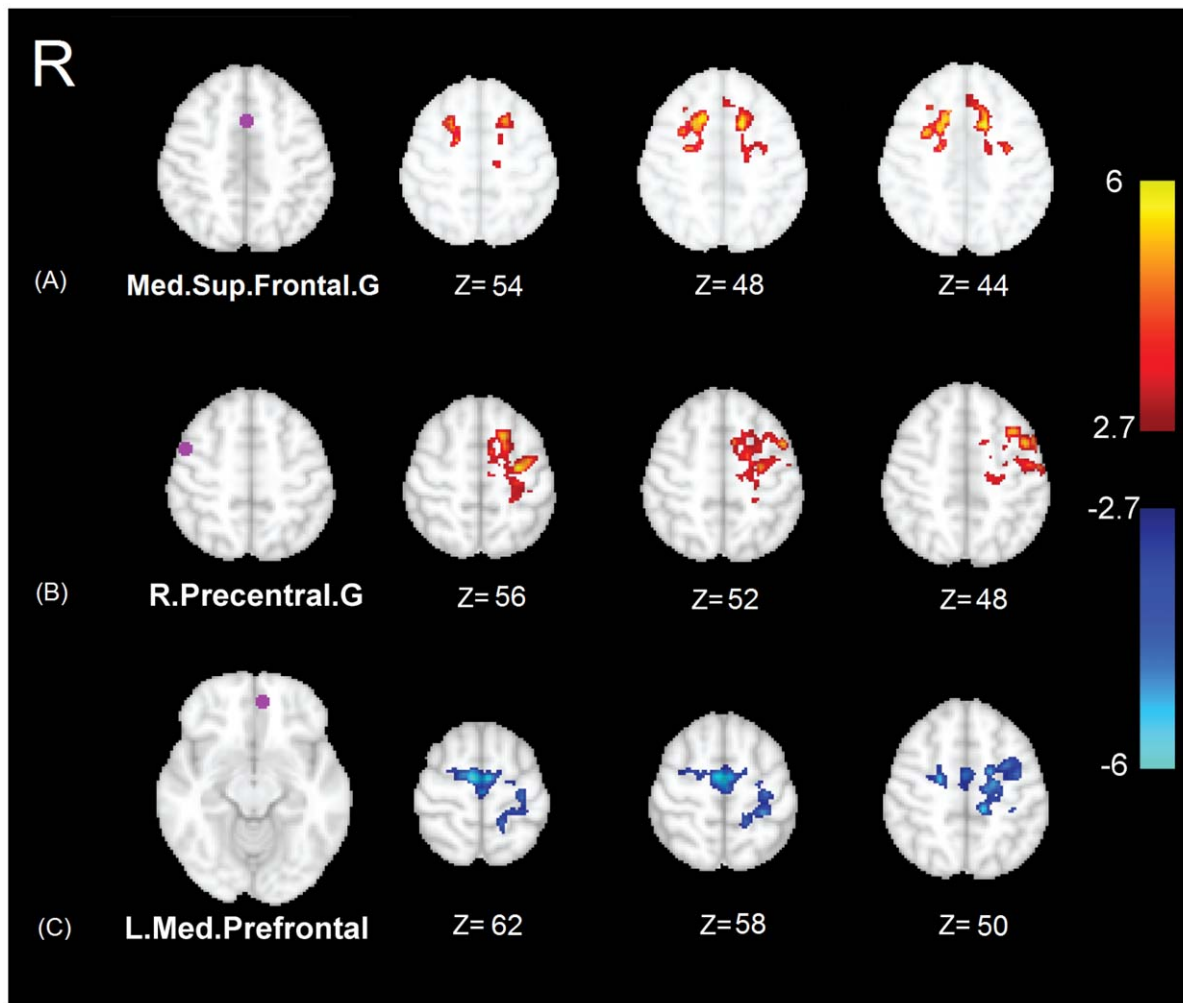 R
6
2.7
-2.7
-6
(A) Med.Sup.Frontal.G Z= 54 Z= 48 Z= 44
(B) R.Precentral.G Z= 56 Z= 52 Z= 48
(C) L.Med.Prefrontal Z= 62 Z= 58 Z= 50